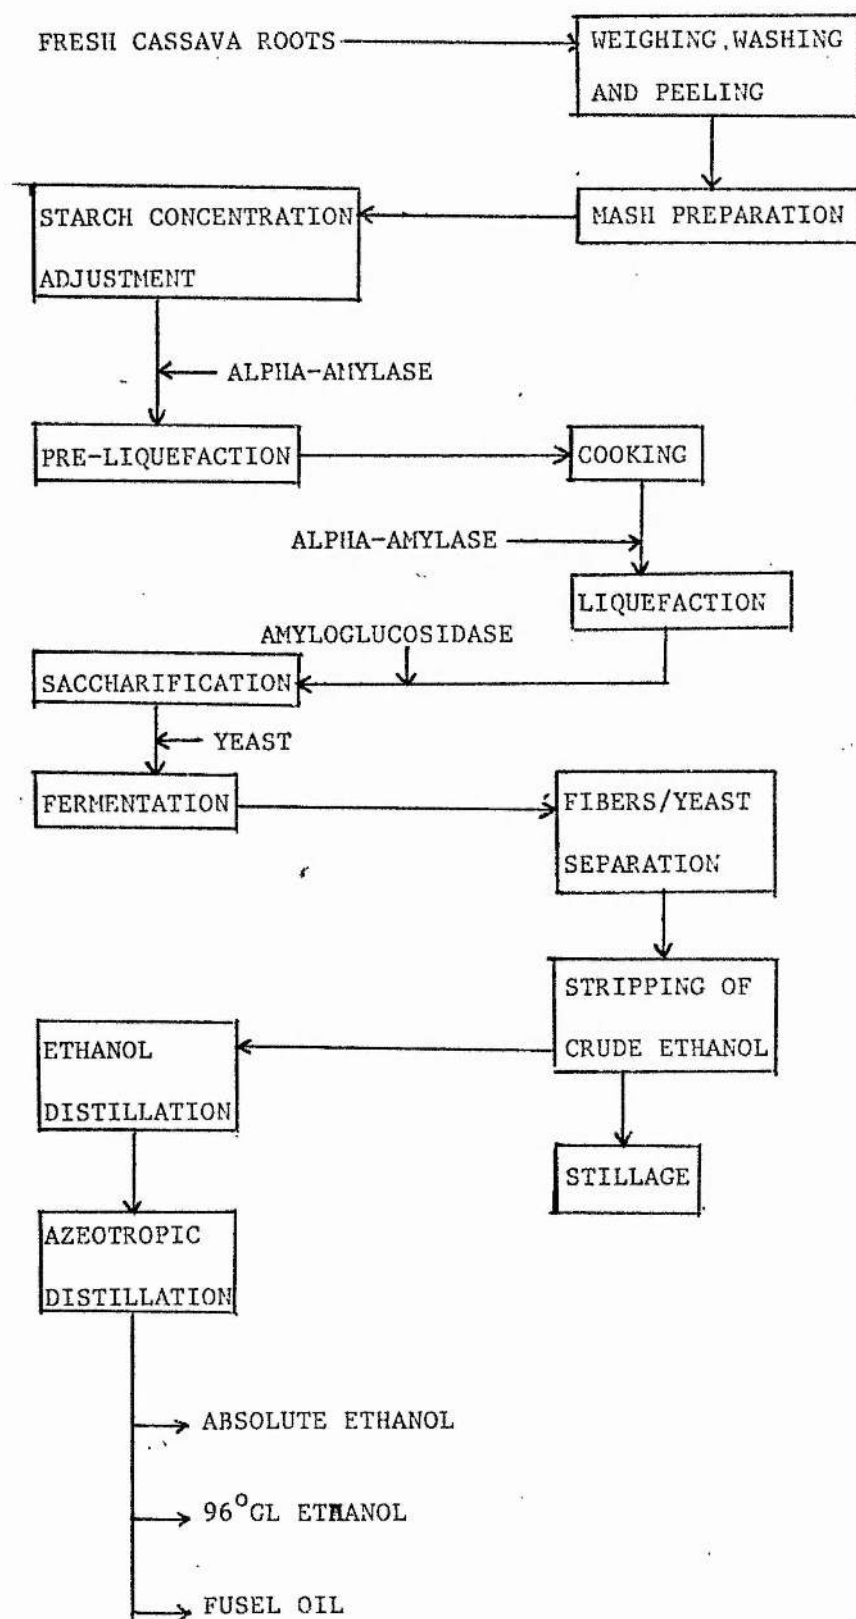 FRESH CASSAVA ROOTS
WEIGHING,WASHING
AND PEELING
MASH PREPARATION
STARCH CONCENTRATION
ADJUSTMENT
ALPHA-AMYLASE
PRE-LIQUEFACTION
COOKING
ALPHA-AMYLASE
LIQUEFACTION
AMYLOGLUCOSIDASE
SACCHARIFICATION
YEAST
FERMENTATION
FIBERS/YEAST
SEPARATION
STRIPPING OF
CRUDE ETHANOL
ETHANOL
DISTILLATION
STILLAGE
AZEOTROPIC
DISTILLATION
ABSOLUTE ETHANOL
96°GL ETHANOL
FUSEL OIL